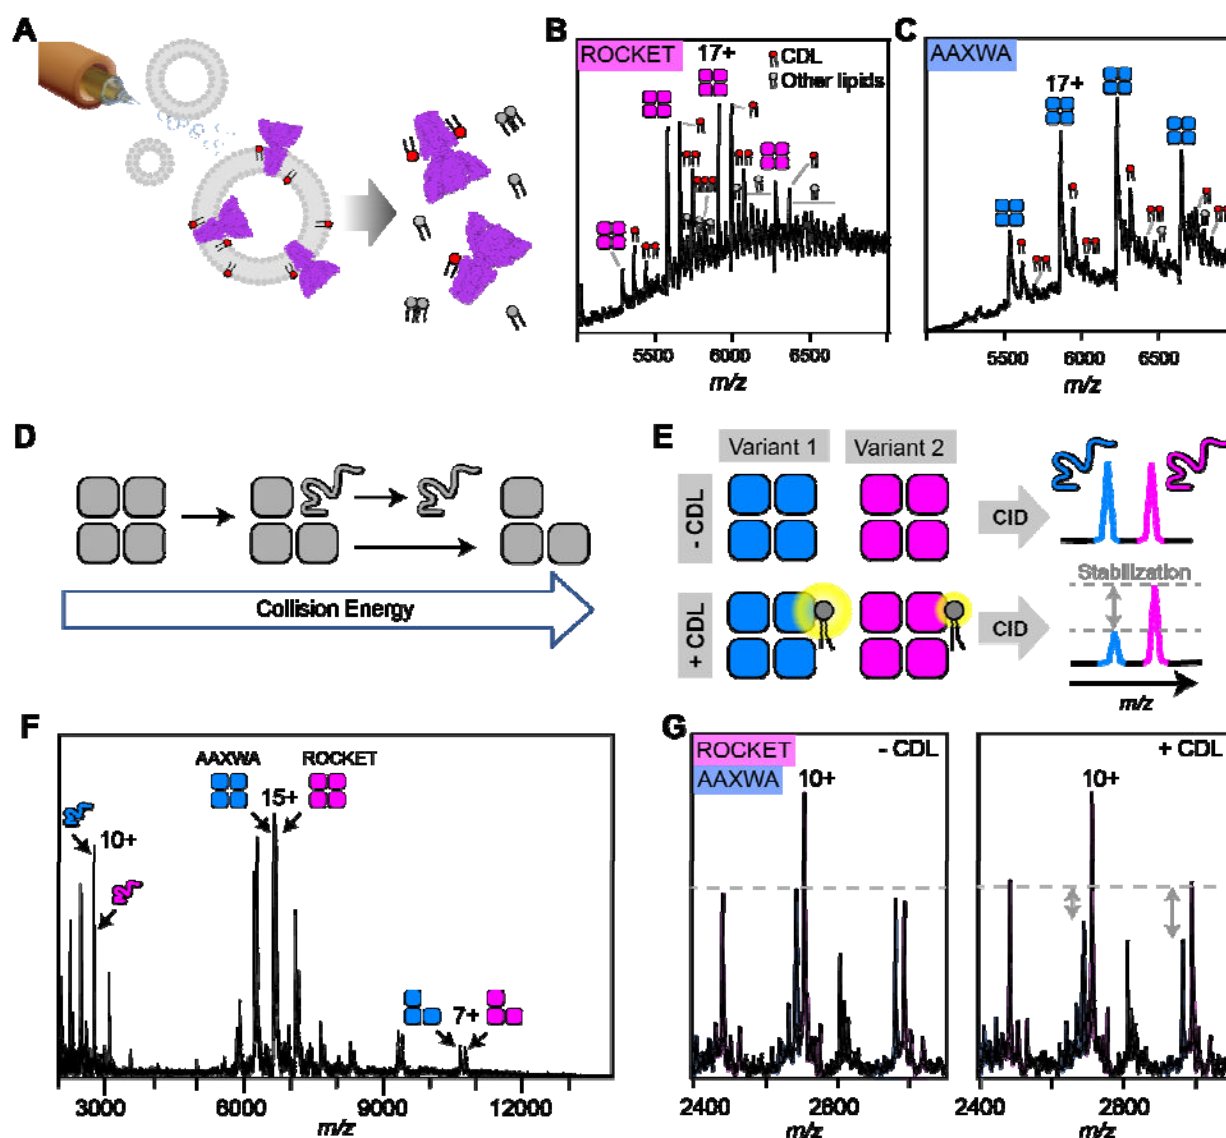 A
B
ROCKET
17+
CDL
Other lipids
5500
6000
6500
m/z
C
AAXWA
17+
5500
6000
6500
m/z
D
Collision Energy
E
Variant 1
Variant 2
- CDL
CID
Stabilization
+ CDL
CID
m/z
F
AAXWA
ROCKET
15+
10+
7+
3000
6000
9000
12000
m/z
G
ROCKET
AAXWA
- CDL
10+
2400
2800
m/z
+ CDL
10+
2400
2800
m/z